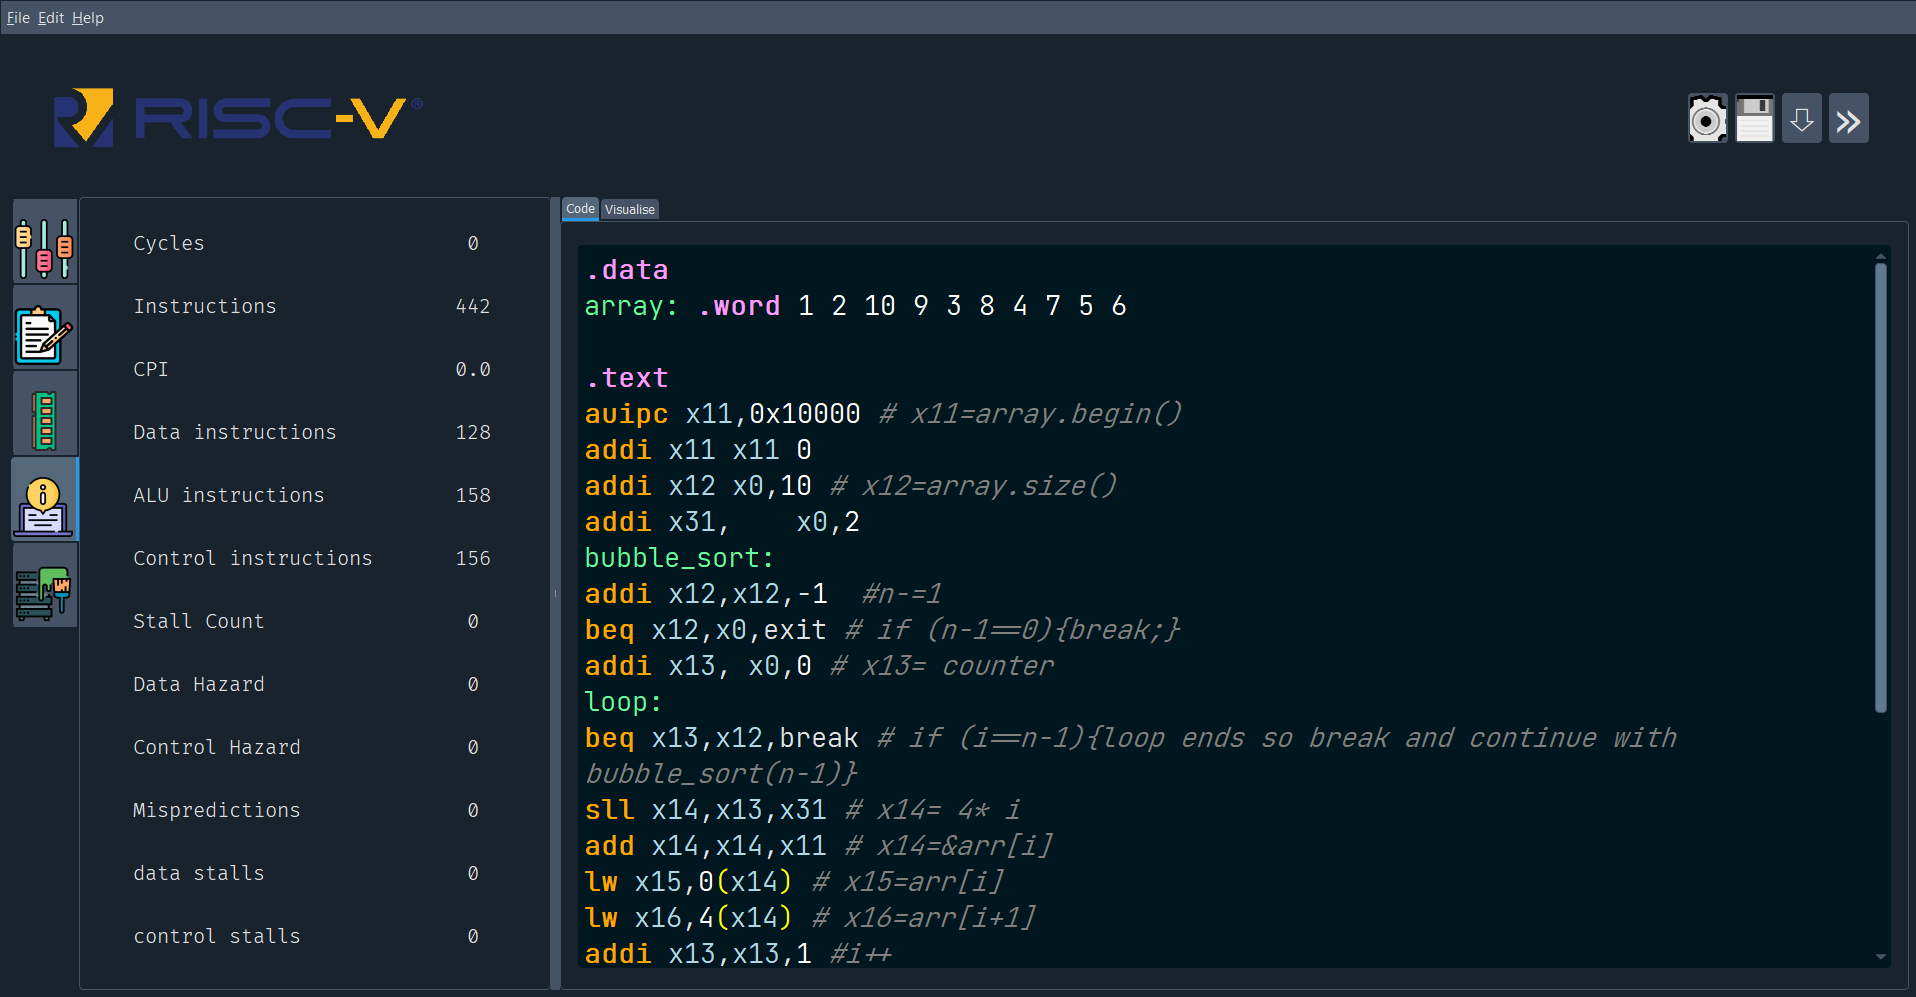 File Edit Help
RISC-V®
Cycles 0
Instructions 442
CPI 0.0
Data instructions 128
ALU instructions 158
Control instructions 156
Stall Count 0
Data Hazard 0
Control Hazard 0
Mispredictions 0
data stalls 0
control stalls 0
Code Visualise
.data
array: .word 1 2 10 9 3 8 4 7 5 6
.text
auipc x11,0x10000 # x11=array.begin()
addi x11 x11 0
addi x12 x0,10 # x12=array.size()
addi x31,    x0,2
bubble_sort:
addi x12,x12,-1  #n-=1
beq x12,x0,exit # if (n-1==0){break;}
addi x13, x0,0 # x13= counter
loop:
beq x13,x12,break # if (i==n-1){loop ends so break and continue with
bubble_sort(n-1)}
sll x14,x13,x31 # x14= 4* i
add x14,x14,x11 # x14=&arr[i]
lw x15,0(x14) # x15=arr[i]
lw x16,4(x14) # x16=arr[i+1]
addi x13,x13,1 #i++